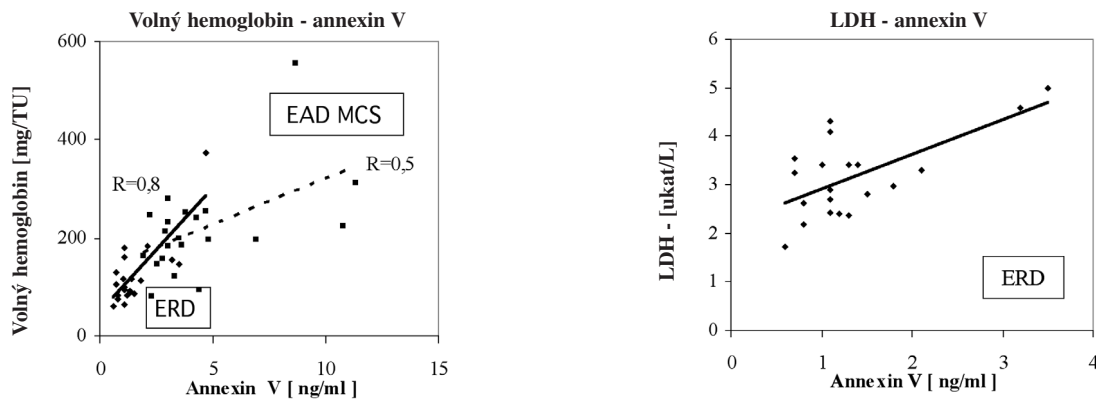 Volný hemoglobin - annexin V
600
400
200
0
Volný hemoglobin [mg/TU]
EAD MCS
R=0,8
R=0,5
ERD
0 5 10 15
Annexin V [ ng/ml ]
LDH - annexin V
6
5
4
3
2
1
0
LDH - [ukat/L]
ERD
0 1 2 3 4
Annexin V [ ng/ml ]